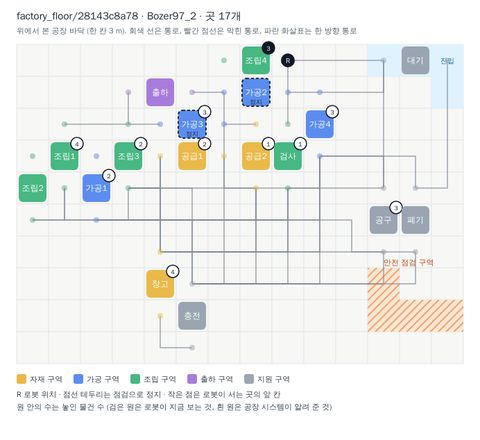 factory_floor/28143c8a78 · Bozer97_2 · 곳 17개
위에서 본 공장 바닥 (한 칸 3 m). 회색 선은 통로, 빨간 점선은 막힌 통로, 파란 화살표는 한 방향 통로
조립4 3 R 대기 전립
출하 가공2 정지
가공3 정지 3 가공4 3
조립1 4 조립3 2 공급1 2 공급2 1 검사 1
조립2 가공1 2
공구 3 폐기
안전 점검 구역
창고 4
충전
자재 구역 가공 구역 조립 구역 출하 구역 지원 구역
R 로봇 위치 · 점선 테두리는 점검으로 정지 · 작은 점은 로봇이 서는 곳의 앞 칸
원 안의 수는 놓인 물건 수 (검은 원은 로봇이 지금 보는 것, 흰 원은 공장 시스템이 알려 준 것)